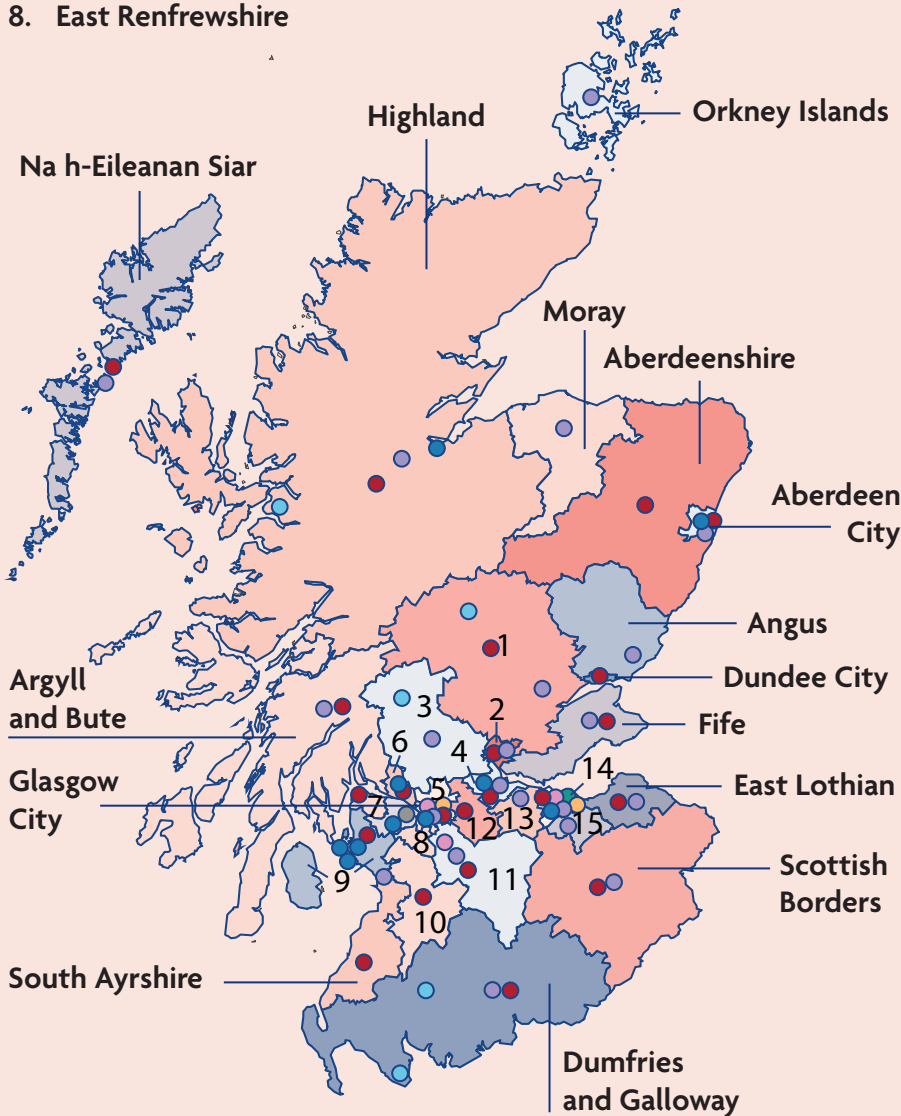 8. East Renfrewshire
Orkney Islands
Highland
Na h-Eileanan Siar
Moray
Aberdeenshire
Aberdeen
City
Angus
Dundee City
Fife
Argyll
and Bute
Glasgow
City
East Lothian
Scottish
Borders
South Ayrshire
Dumfries
and Galloway
1
2
3
4
5
6
7
8
9
10
11
12
13
14
15